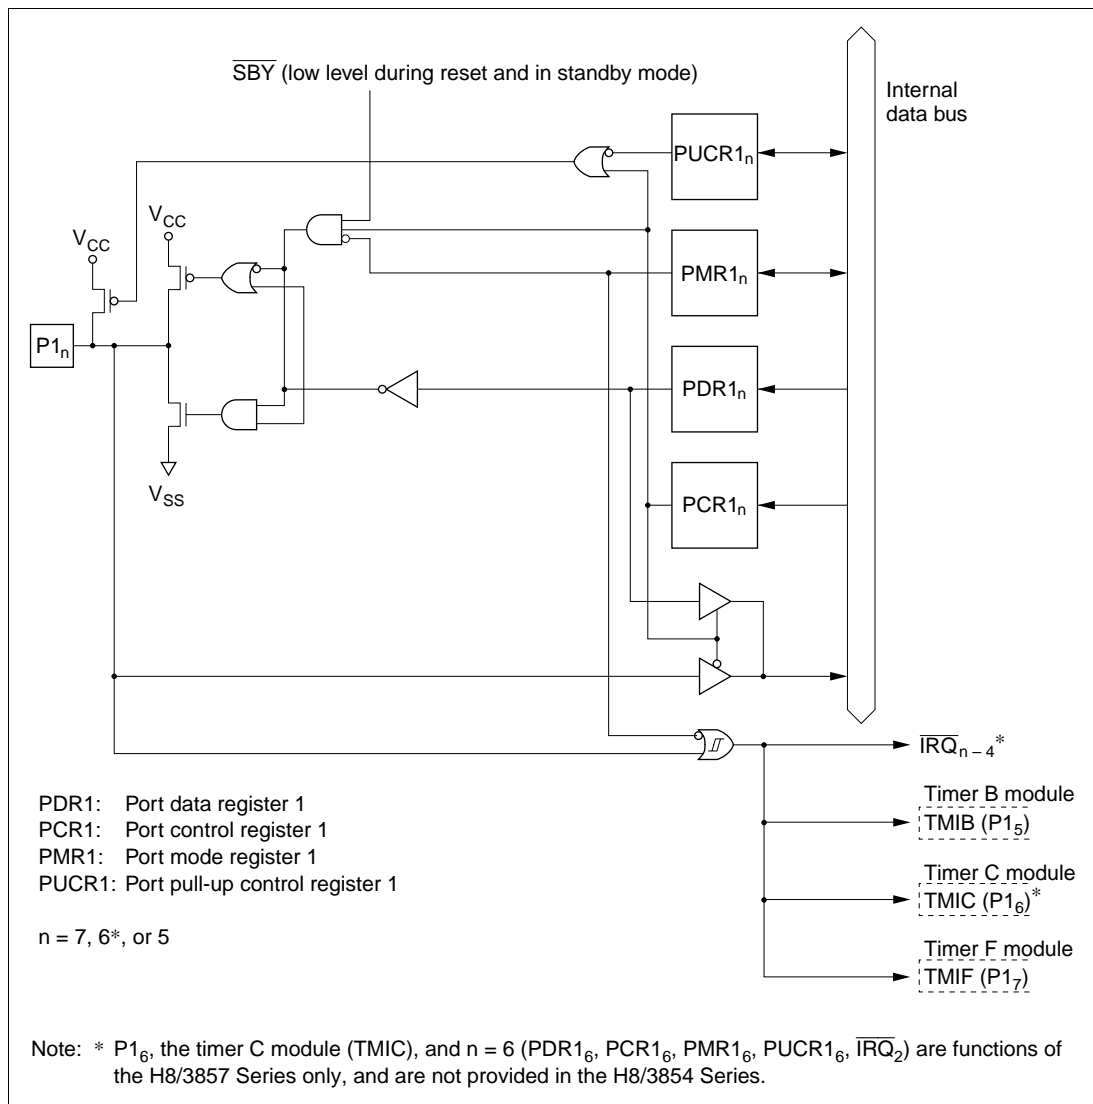 S̅B̅Y̅ (low level during reset and in standby mode)
Internal
data bus
PUCR1n
VCC
VCC
PMR1n
P1n
PDR1n
VSS
PCR1n
I̅R̅Q̅n – 4*
PDR1: Port data register 1
PCR1: Port control register 1
PMR1: Port mode register 1
PUCR1: Port pull-up control register 1
n = 7, 6*, or 5
Timer B module
TMIB (P15)
Timer C module
TMIC (P16)*
Timer F module
TMIF (P17)
Note: * P16, the timer C module (TMIC), and n = 6 (PDR16, PCR16, PMR16, PUCR16, I̅R̅Q̅2) are functions of
the H8/3857 Series only, and are not provided in the H8/3854 Series.